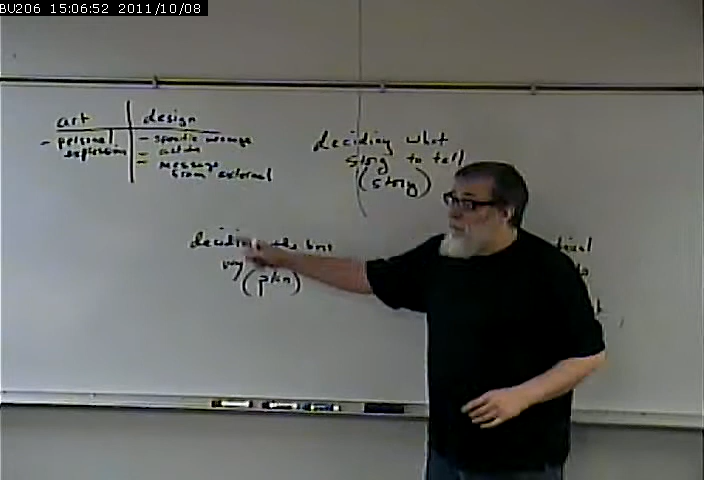 BU206 15:06:52 2011/10/08
art design
- personal - specific message
expression = action
= message
from external
deciding what
story to tell
(story)
deciding the best
way
(plan)